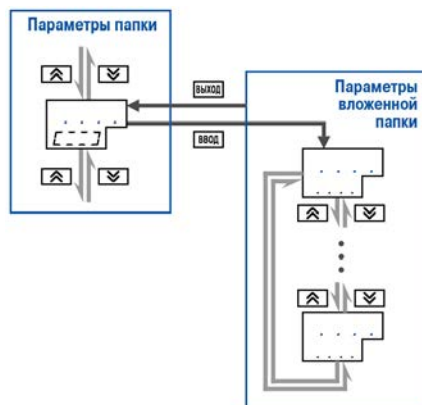 Параметры папки
ВЫХОД
ВВОД
Параметры
вложенной
папки